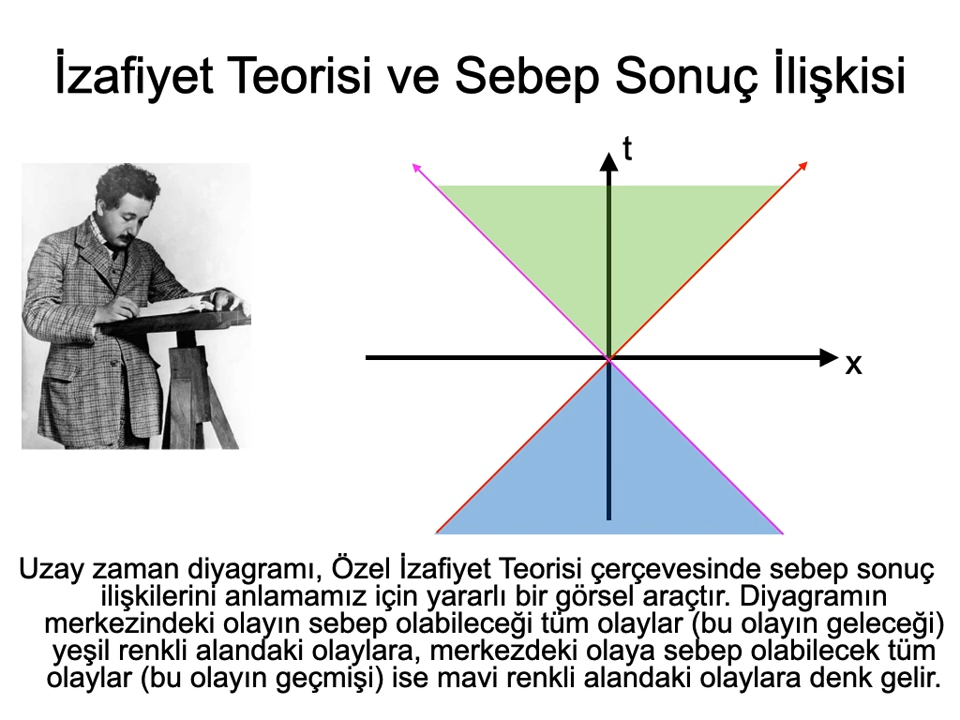 İzafiyet Teorisi ve Sebep Sonuç İlişkisi
t
x
Uzay zaman diyagramı, Özel İzafiyet Teorisi çerçevesinde sebep sonuç
ilişkilerini anlamamız için yararlı bir görsel araçtır. Diyagramın
merkezindeki olayın sebep olabileceği tüm olaylar (bu olayın geleceği)
yeşil renkli alandaki olaylara, merkezdeki olaya sebep olabilecek tüm
olaylar (bu olayın geçmişi) ise mavi renkli alandaki olaylara denk gelir.